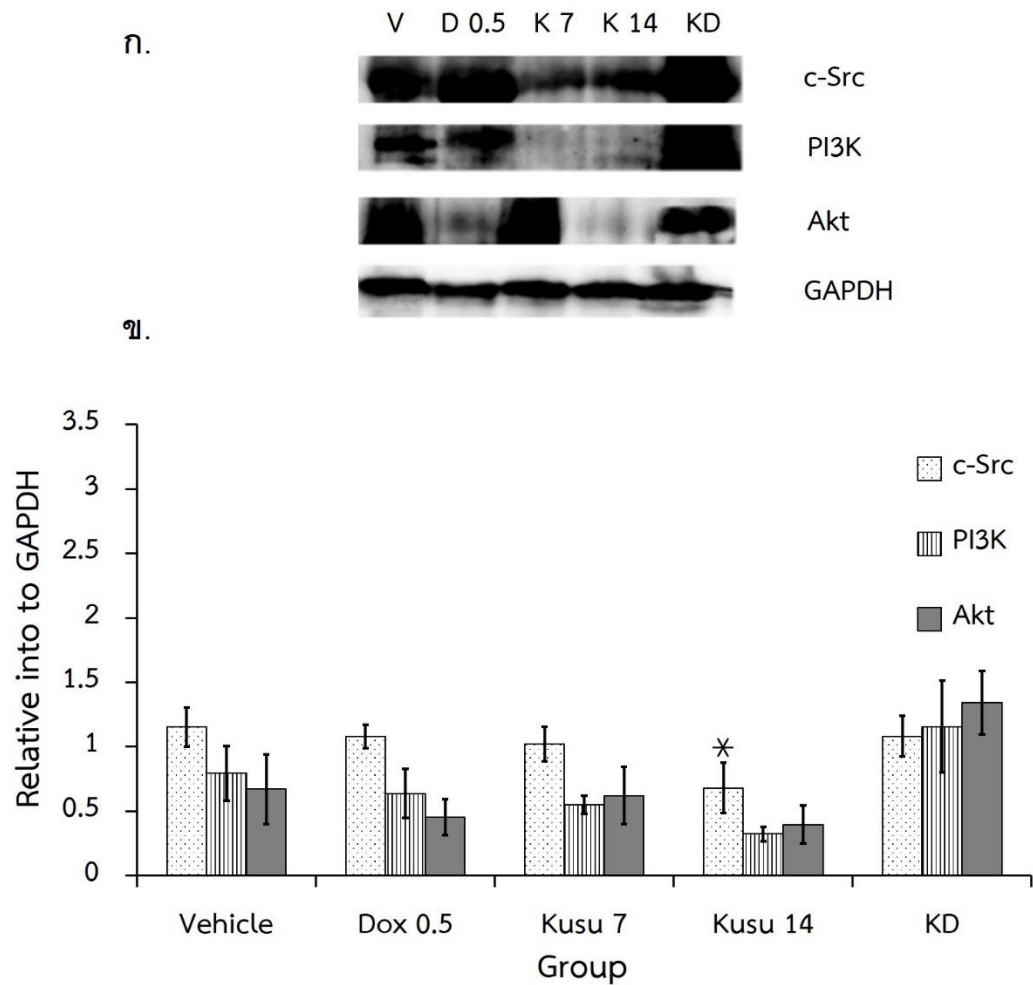 ก.
V D 0.5 K 7 K 14 KD
c-Src
PI3K
Akt
GAPDH
ข.
Relative into to GAPDH
3.5
3
2.5
2
1.5
1
0.5
0
c-Src
PI3K
Akt
*
Vehicle Dox 0.5 Kusu 7 Kusu 14 KD
Group